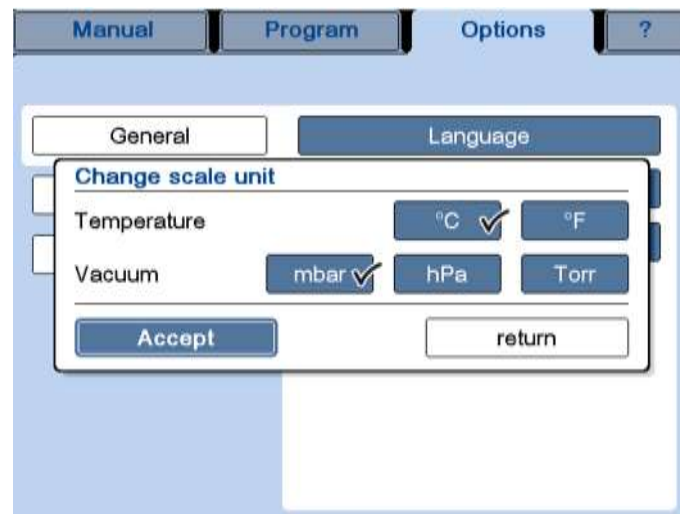 Manual Program Options ?
General Language
Change scale unit
Temperature °C °F
Vacuum mbar hPa Torr
Accept return